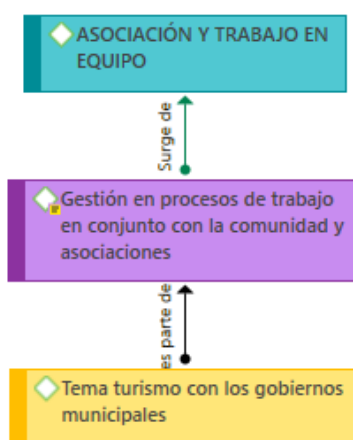 ASOCIACIÓN Y TRABAJO EN
EQUIPO
Surge de
Gestión en procesos de trabajo
en conjunto con la comunidad y
asociaciones
es parte de
Tema turismo con los gobiernos
municipales